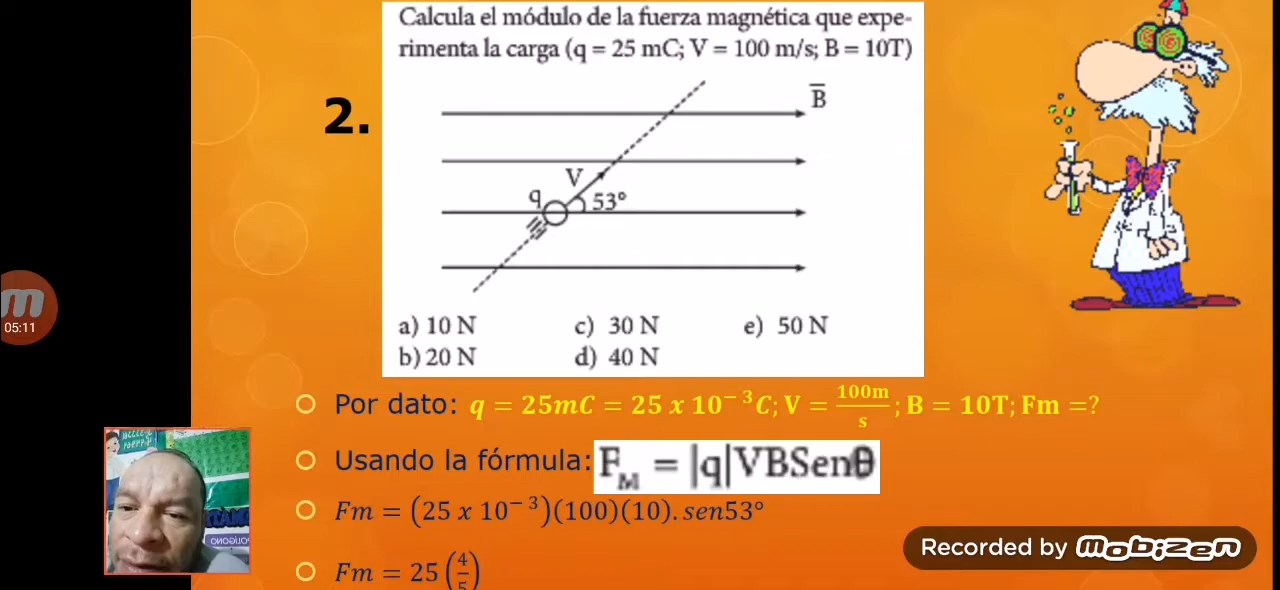 Calcula el módulo de la fuerza magnética que expe-
rimenta la carga (q = 25 mC; V = 100 m/s; B = 10T)
2.
B̅
V
q
53°
a) 10 N c) 30 N e) 50 N
b) 20 N d) 40 N
m
05:11
Por dato: q = 25mC = 25 x 10⁻³C; V = 100m/s; B = 10T; Fm =?
Usando la fórmula: F_M = |q|VBSenθ
Fm = (25 x 10⁻³)(100)(10). sen53°
Fm = 25 (4/5)
Recorded by mobizen